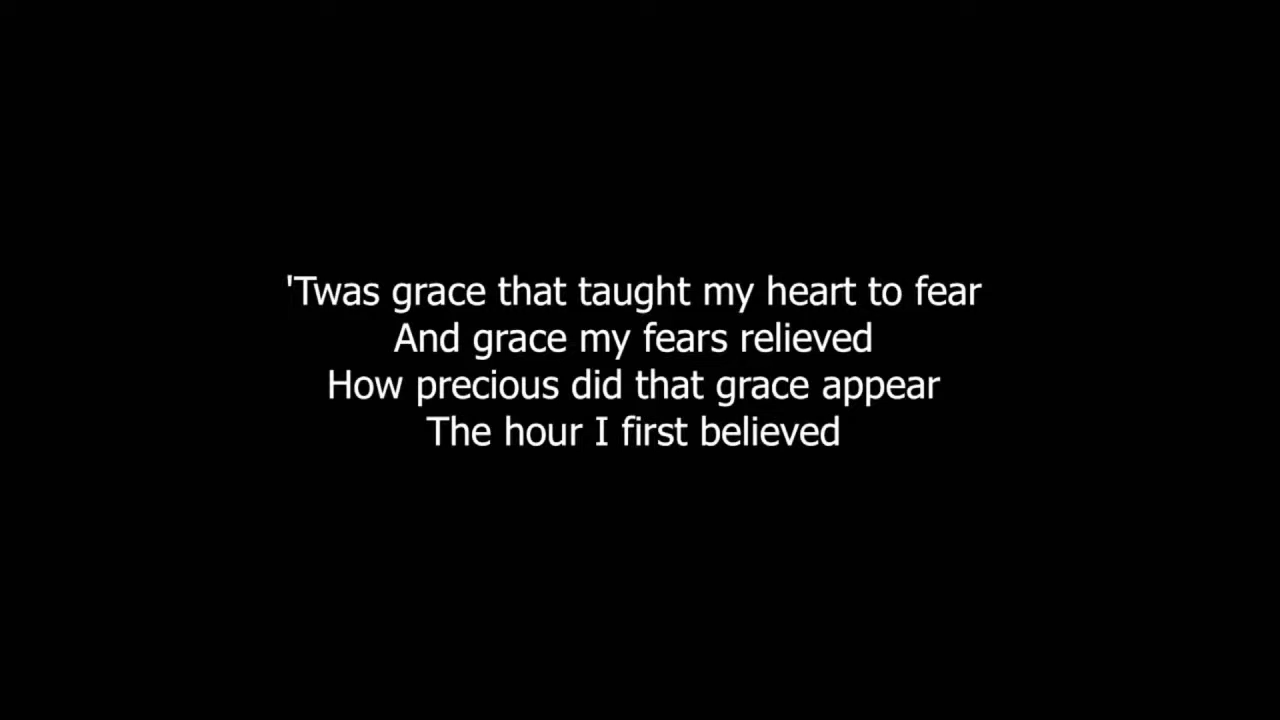 'Twas grace that taught my heart to fear
And grace my fears relieved
How precious did that grace appear
The hour I first believed